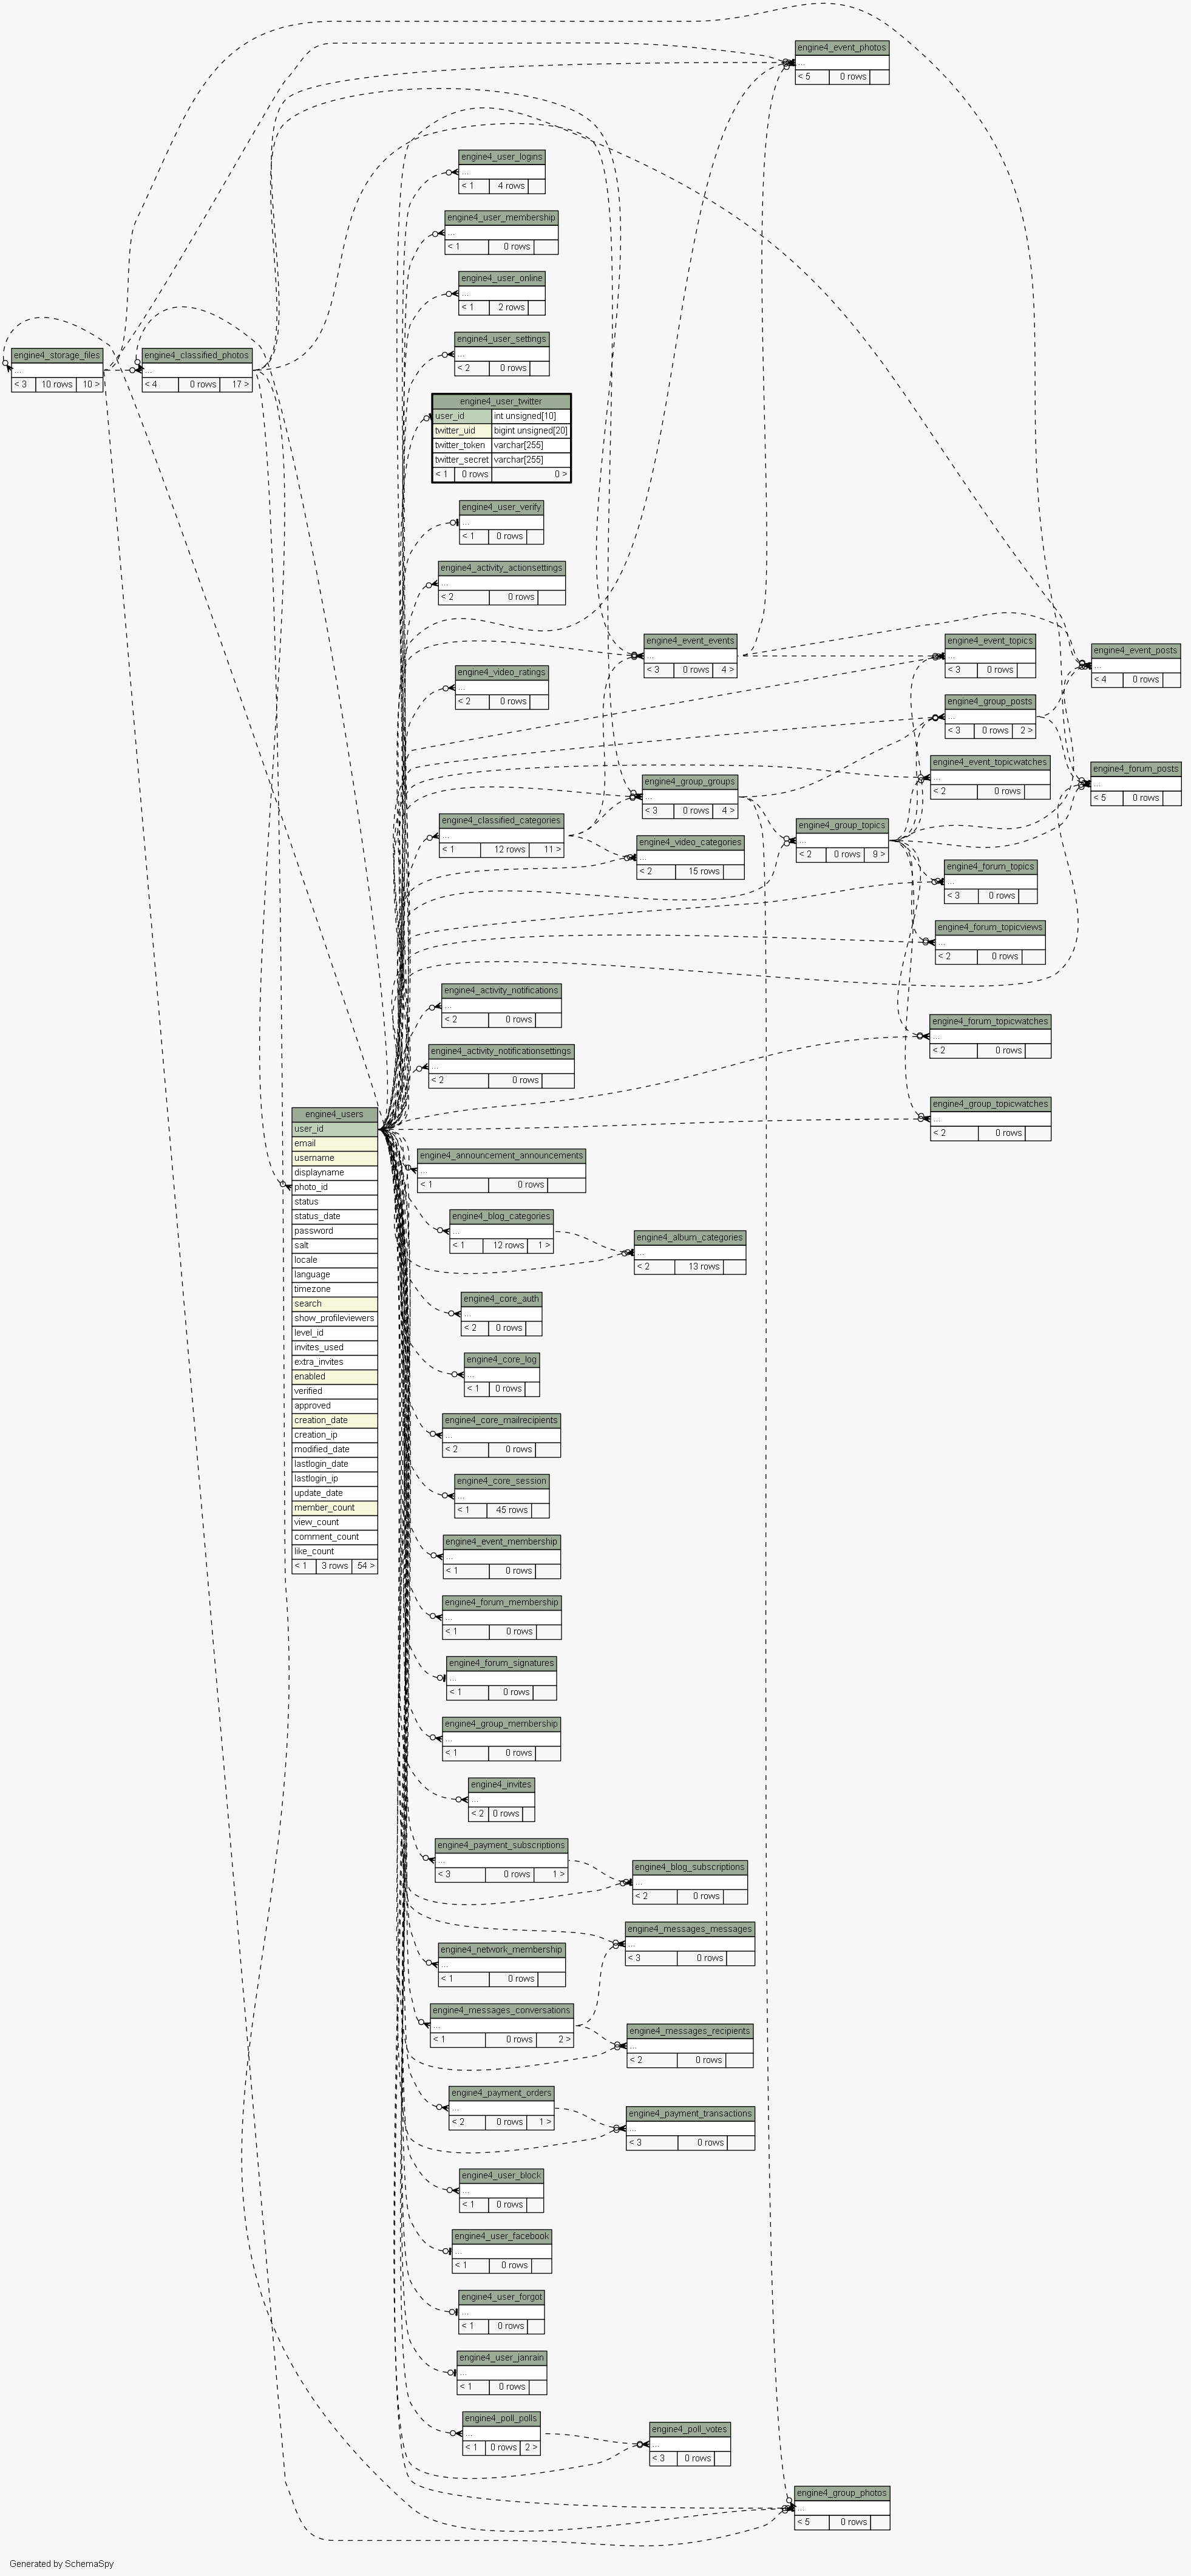 engine4_event_photos
...
< 5 0 rows
engine4_user_logins
...
< 1 4 rows
engine4_user_membership
...
< 1 0 rows
engine4_user_online
...
< 1 2 rows
engine4_user_settings
...
< 2 0 rows
engine4_storage_files
...
< 3 10 rows 10 >
engine4_classified_photos
...
< 4 0 rows 17 >
engine4_user_twitter
user_id int unsigned[10]
twitter_uid bigint unsigned[20]
twitter_token varchar[255]
twitter_secret varchar[255]
< 1 0 rows 0 >
engine4_user_verify
...
< 1 0 rows
engine4_activity_actionsettings
...
< 2 0 rows
engine4_event_events
...
< 3 0 rows 4 >
engine4_event_topics
...
< 3 0 rows
engine4_event_posts
...
< 4 0 rows
engine4_video_ratings
...
< 2 0 rows
engine4_group_posts
...
< 3 0 rows 2 >
engine4_event_topicwatches
...
< 2 0 rows
engine4_forum_posts
...
< 5 0 rows
engine4_group_groups
...
< 3 0 rows 4 >
engine4_classified_categories
...
< 1 12 rows 11 >
engine4_group_topics
...
< 2 0 rows 9 >
engine4_video_categories
...
< 2 15 rows
engine4_forum_topics
...
< 3 0 rows
engine4_forum_topicviews
...
< 2 0 rows
engine4_activity_notifications
...
< 2 0 rows
engine4_forum_topicwatches
...
< 2 0 rows
engine4_activity_notificationsettings
...
< 2 0 rows
engine4_group_topicwatches
...
< 2 0 rows
engine4_users
user_id
email
username
displayname
photo_id
status
status_date
password
salt
locale
language
timezone
search
show_profileviewers
level_id
invites_used
extra_invites
enabled
verified
approved
creation_date
creation_ip
modified_date
lastlogin_date
lastlogin_ip
update_date
member_count
view_count
comment_count
like_count
< 1 3 rows 54 >
engine4_announcement_announcements
...
< 1 0 rows
engine4_blog_categories
...
< 1 12 rows 1 >
engine4_album_categories
...
< 2 13 rows
engine4_core_auth
...
< 2 0 rows
engine4_core_log
...
< 1 0 rows
engine4_core_mailrecipients
...
< 2 0 rows
engine4_core_session
...
< 1 45 rows
engine4_event_membership
...
< 1 0 rows
engine4_forum_membership
...
< 1 0 rows
engine4_forum_signatures
...
< 1 0 rows
engine4_group_membership
...
< 1 0 rows
engine4_invites
...
< 2 0 rows
engine4_payment_subscriptions
...
< 3 0 rows 1 >
engine4_blog_subscriptions
...
< 2 0 rows
engine4_messages_messages
...
< 3 0 rows
engine4_network_membership
...
< 1 0 rows
engine4_messages_conversations
...
< 1 0 rows 2 >
engine4_messages_recipients
...
< 2 0 rows
engine4_payment_orders
...
< 2 0 rows 1 >
engine4_payment_transactions
...
< 3 0 rows
engine4_user_block
...
< 1 0 rows
engine4_user_facebook
...
< 1 0 rows
engine4_user_forgot
...
< 1 0 rows
engine4_user_janrain
...
< 1 0 rows
engine4_poll_polls
...
< 1 0 rows 2 >
engine4_poll_votes
...
< 3 0 rows
engine4_group_photos
...
< 5 0 rows
Generated by SchemaSpy